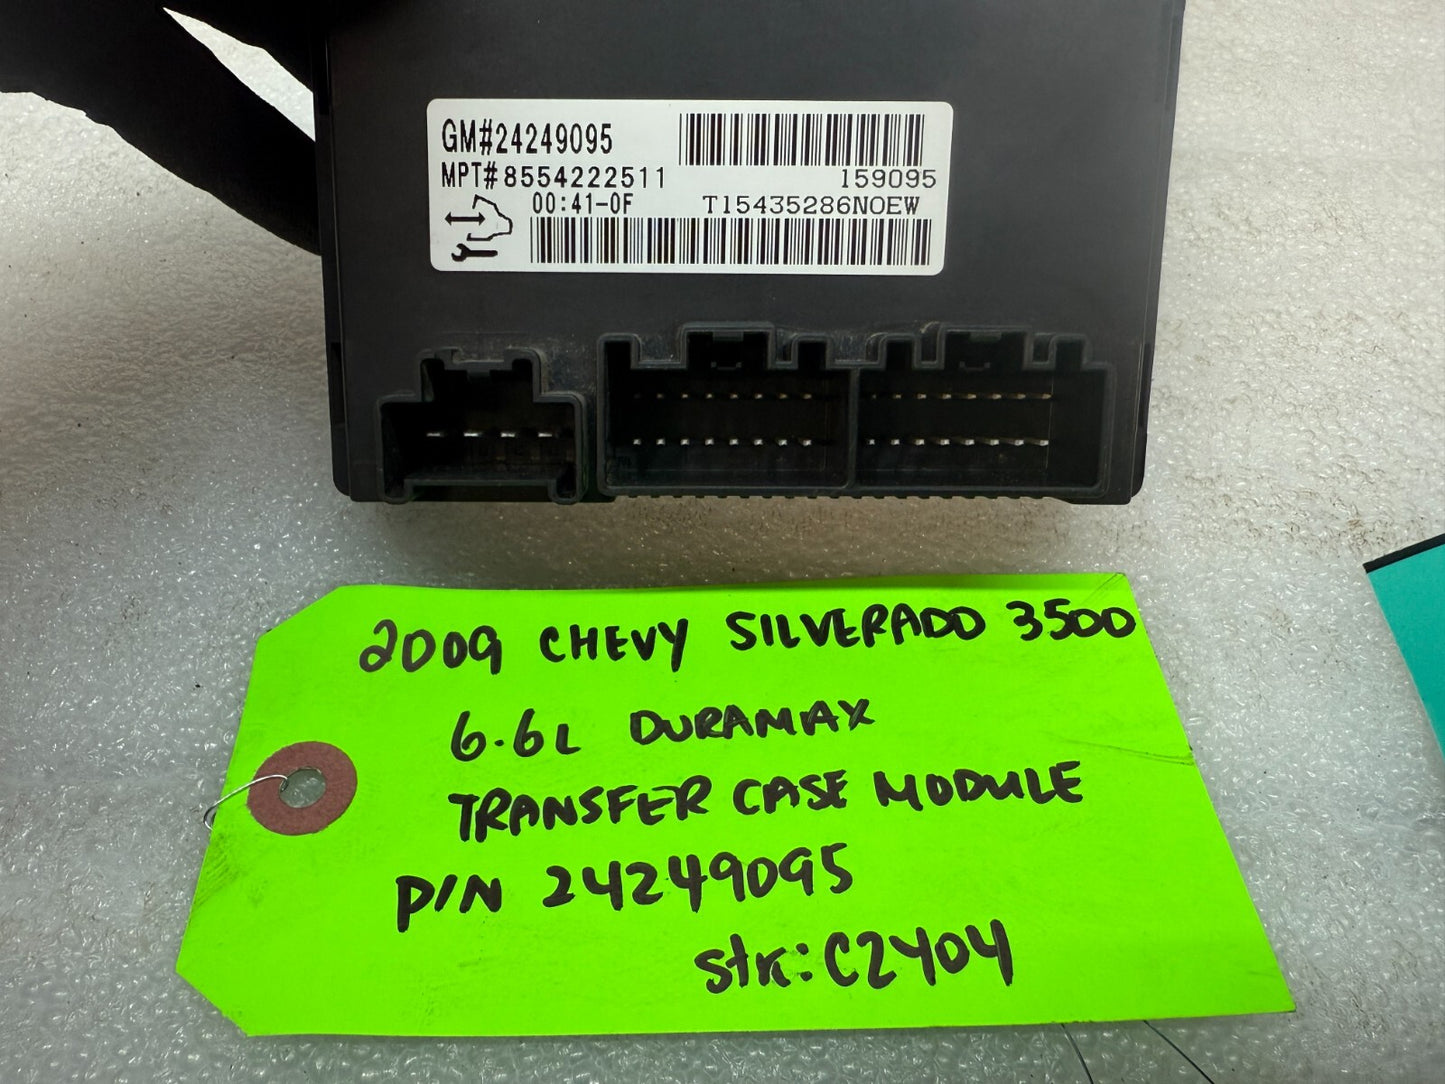 GM#24249095
MPT#8554222511
159095
00:41-0F
T15435286NOEW
2009 CHEVY SILVERADO 3500
6.6L DURAMAX
TRANSFER CASE MODULE
P/N 24249095
stk: C2404